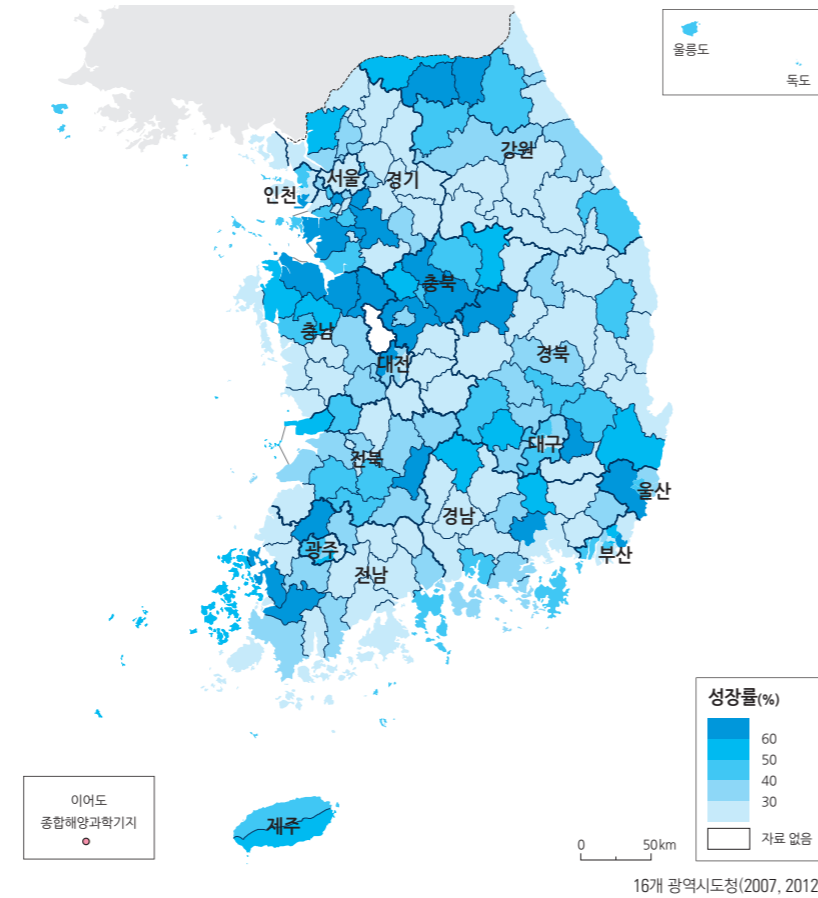 울릉도
독도
강원
서울
경기
인천
충북
충남
경북
대전
대구
전북
울산
경남
광주
부산
전남
제주
이어도
종합해양과학기지
성장률(%)
60
50
40
30
자료 없음
0 50km
16개 광역시도청(2007, 2012